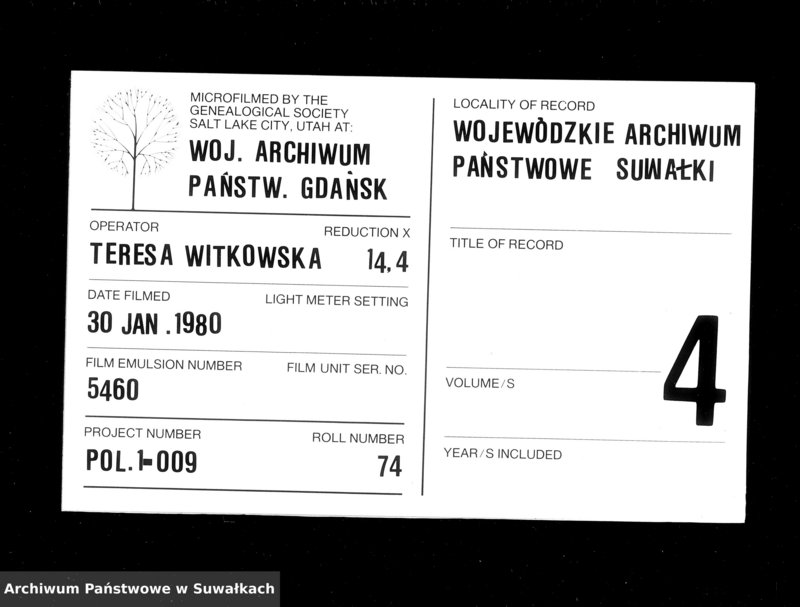 MICROFILMED BY THE
GENEALOGICAL SOCIETY
SALT LAKE CITY, UTAH AT:
WOJ. ARCHIWUM
PAŃSTW. GDAŃSK
OPERATOR
REDUCTION X
TERESA WITKOWSKA
14,4
DATE FILMED
LIGHT METER SETTING
30 JAN .1980
FILM EMULSION NUMBER
FILM UNIT SER. NO.
5460
PROJECT NUMBER
ROLL NUMBER
POL.1-009
74
LOCALITY OF RECORD
WOJEWÓDZKIE ARCHIWUM
PAŃSTWOWE SUWAŁKI
TITLE OF RECORD
4
VOLUME/S
YEAR/S INCLUDED
Archiwum Państwowe w Suwałkach